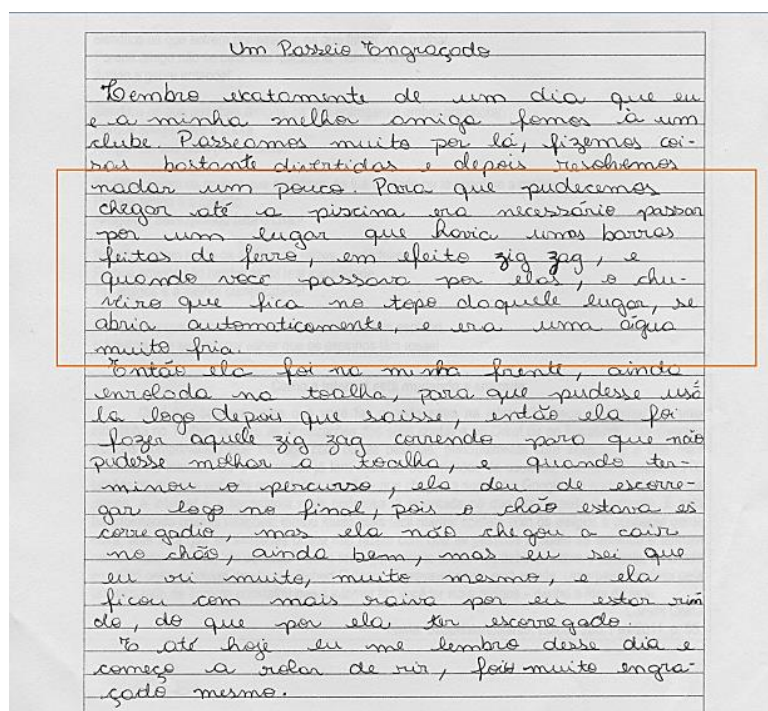 Um Passeio Engraçado
Lembro exatamente de um dia que eu
e a minha melhor amiga fomos à um
clube. Passeamos muito por lá, fizemos coi-
sas bastante divertidas e depois resolvemos
nadar um pouco. Para que pudecemos
chegar até a piscina era necessário passar
por um lugar que havia umas barras
feitas de ferro, em efeito zig zag, e
quando você passava por elas, o chu-
veiro que fica no topo daquele lugar, se
abria automaticamente, e era uma água
muito fria.
Então ela foi na minha frente, ainda
enrolada na toalha, para que pudesse usá
la logo depois que saisse, então ela foi
fazer aquele zig zag correndo para que não
pudesse molhar a toalha, e quando ter-
minou o percurso, ela deu de escorre-
gar logo no final, pois o chão estava es
corregadio, mas ela não chegou a cair
no chão, ainda bem, mas eu sei que
eu ri muito, muito mesmo, e ela
ficou com mais raiva por eu estar rin
do, do que por ela ter escorregado.
E até hoje eu me lembro desse dia e
começo a rolar de rir, foi muito engra-
çado mesmo.